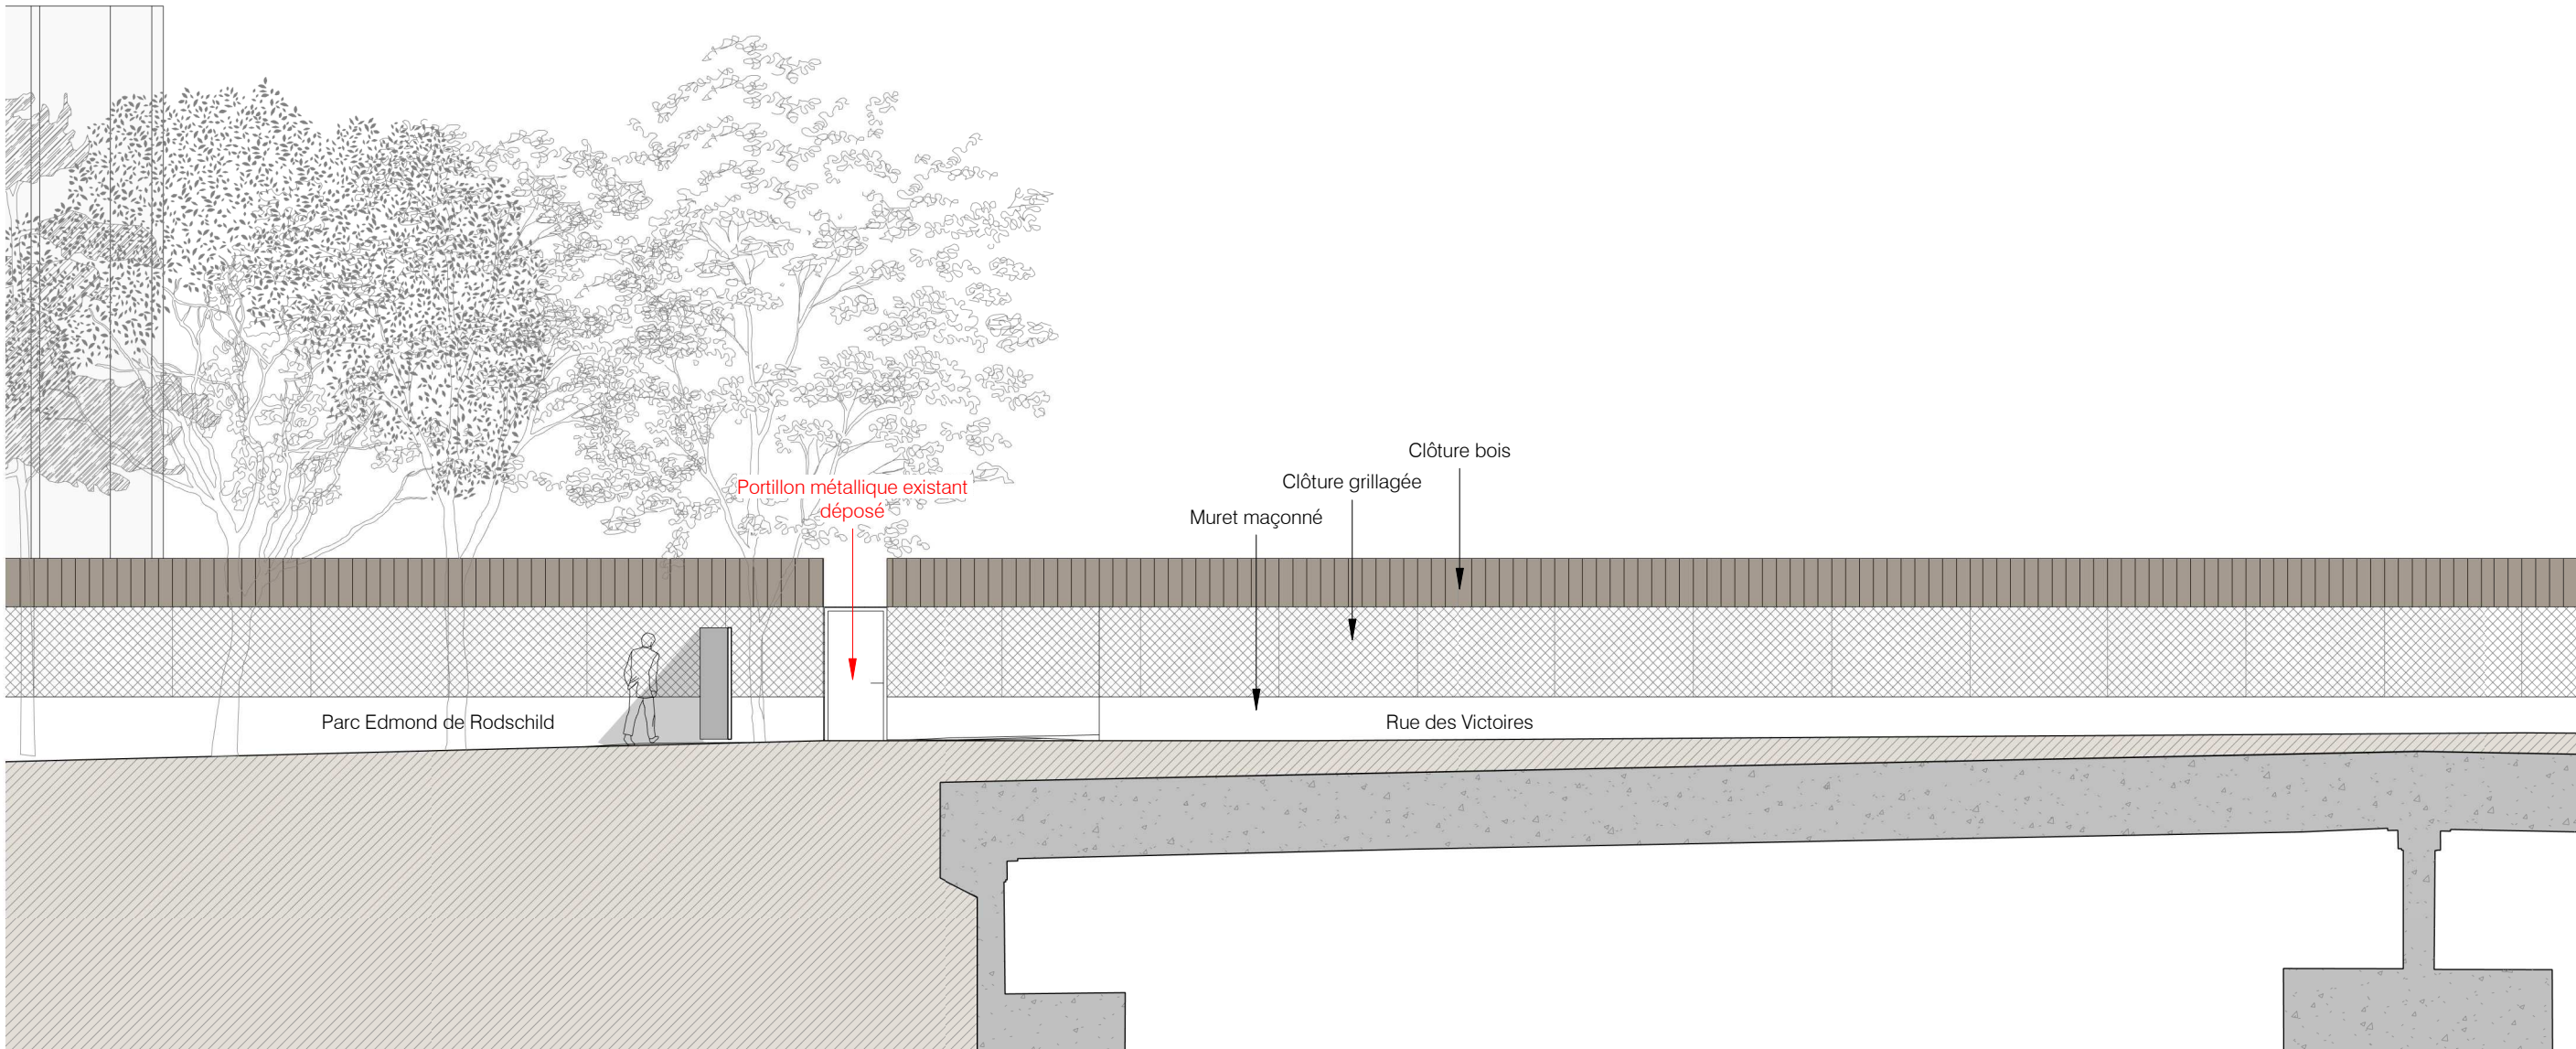 Clôture bois
Clôture grillagée
Portillon métallique existant
déposé
Muret maçonné
Parc Edmond de Rodschild
Rue des Victoires